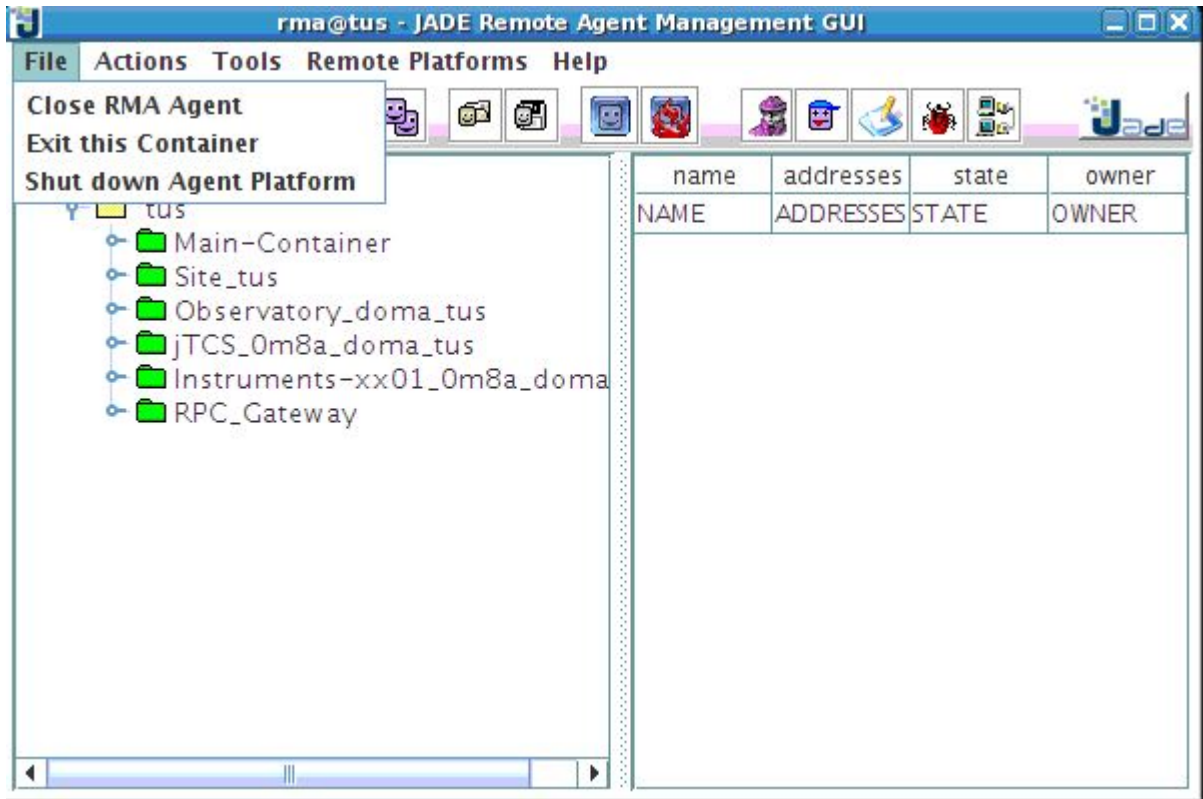 rma@tus - JADE Remote Agent Management GUI
File Actions Tools Remote Platforms Help
Close RMA Agent
Exit this Container
Shut down Agent Platform
Jade
name addresses state owner
NAME ADDRESSES STATE OWNER
tus
Main-Container
Site_tus
Observatory_doma_tus
jTCS_0m8a_doma_tus
Instruments-xx01_0m8a_doma
RPC_Gateway